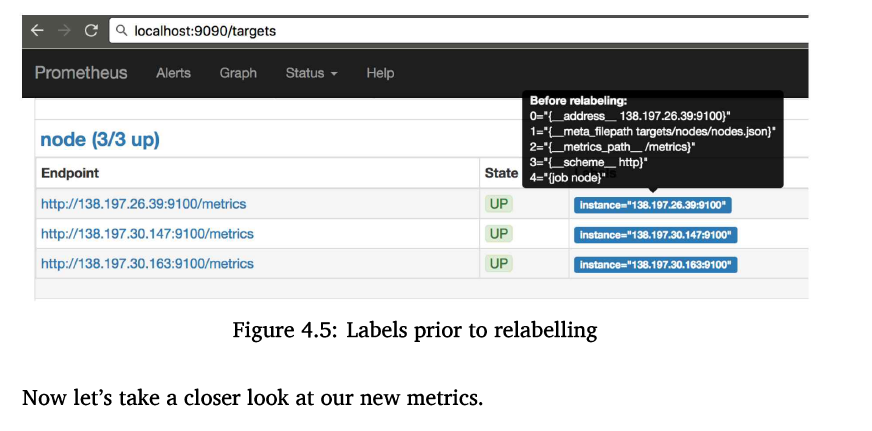 localhost:9090/targets
Prometheus Alerts Graph Status Help
Before relabeling:
0="{__address__ 138.197.26.39:9100}"
1="{__meta_filepath targets/nodes/nodes.json}"
2="{__metrics_path__ /metrics}"
3="{__scheme__ http}"
4="{job node}"
node (3/3 up)
Endpoint State
http://138.197.26.39:9100/metrics UP instance="138.197.26.39:9100"
http://138.197.30.147:9100/metrics UP instance="138.197.30.147:9100"
http://138.197.30.163:9100/metrics UP instance="138.197.30.163:9100"
Figure 4.5: Labels prior to relabelling
Now let’s take a closer look at our new metrics.